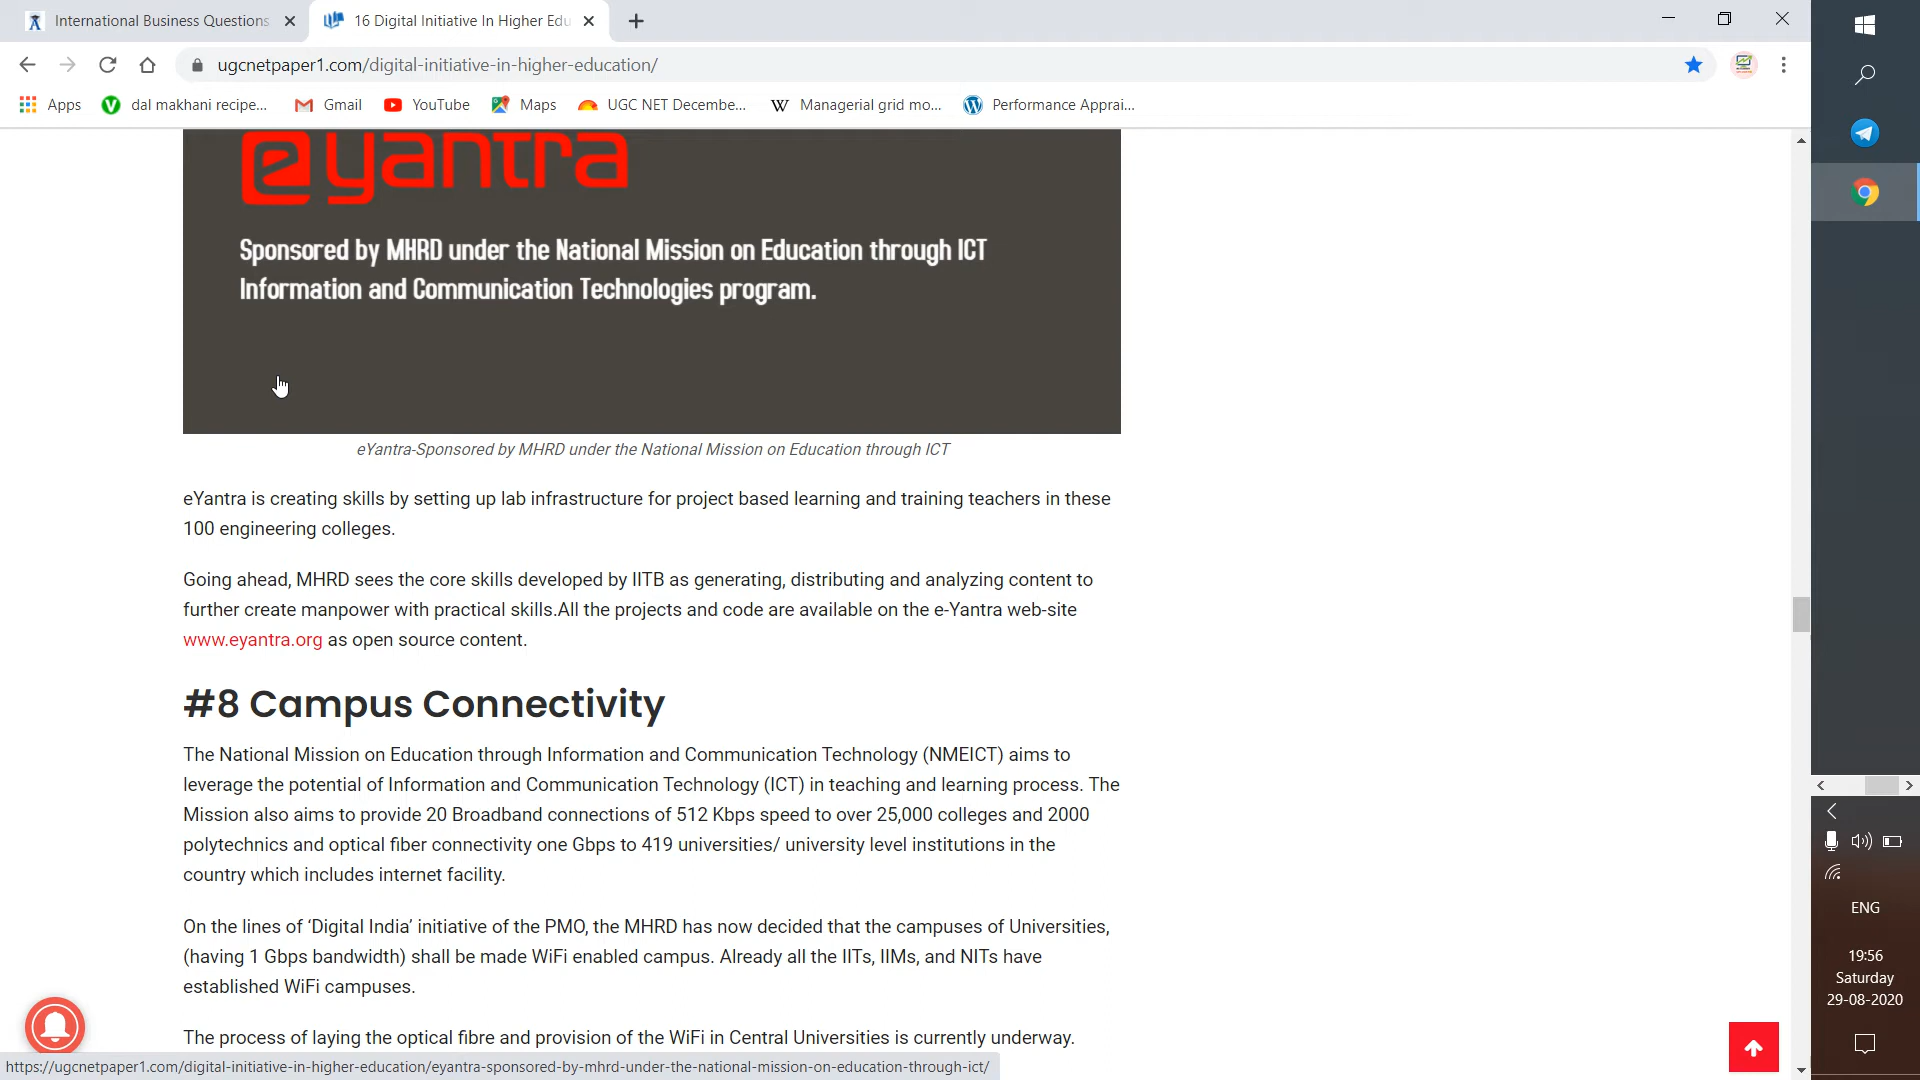 International Business Questions
16 Digital Initiative In Higher Edu
ugcnetpaper1.com/digital-initiative-in-higher-education/
Apps
dal makhani recipe...
Gmail
YouTube
Maps
UGC NET Decembe...
W Managerial grid mo...
Performance Apprai...
eyantra
Sponsored by MHRD under the National Mission on Education through ICT
Information and Communication Technologies program.
eYantra-Sponsored by MHRD under the National Mission on Education through ICT
eYantra is creating skills by setting up lab infrastructure for project based learning and training teachers in these
100 engineering colleges.
Going ahead, MHRD sees the core skills developed by IITB as generating, distributing and analyzing content to
further create manpower with practical skills.All the projects and code are available on the e-Yantra web-site
www.eyantra.org as open source content.
#8 Campus Connectivity
The National Mission on Education through Information and Communication Technology (NMEICT) aims to
leverage the potential of Information and Communication Technology (ICT) in teaching and learning process. The
Mission also aims to provide 20 Broadband connections of 512 Kbps speed to over 25,000 colleges and 2000
polytechnics and optical fiber connectivity one Gbps to 419 universities/ university level institutions in the
country which includes internet facility.
On the lines of ‘Digital India’ initiative of the PMO, the MHRD has now decided that the campuses of Universities,
(having 1 Gbps bandwidth) shall be made WiFi enabled campus. Already all the IITs, IIMs, and NITs have
established WiFi campuses.
The process of laying the optical fibre and provision of the WiFi in Central Universities is currently underway.
https://ugcnetpaper1.com/digital-initiative-in-higher-education/eyantra-sponsored-by-mhrd-under-the-national-mission-on-education-through-ict/
ENG
19:56
Saturday
29-08-2020